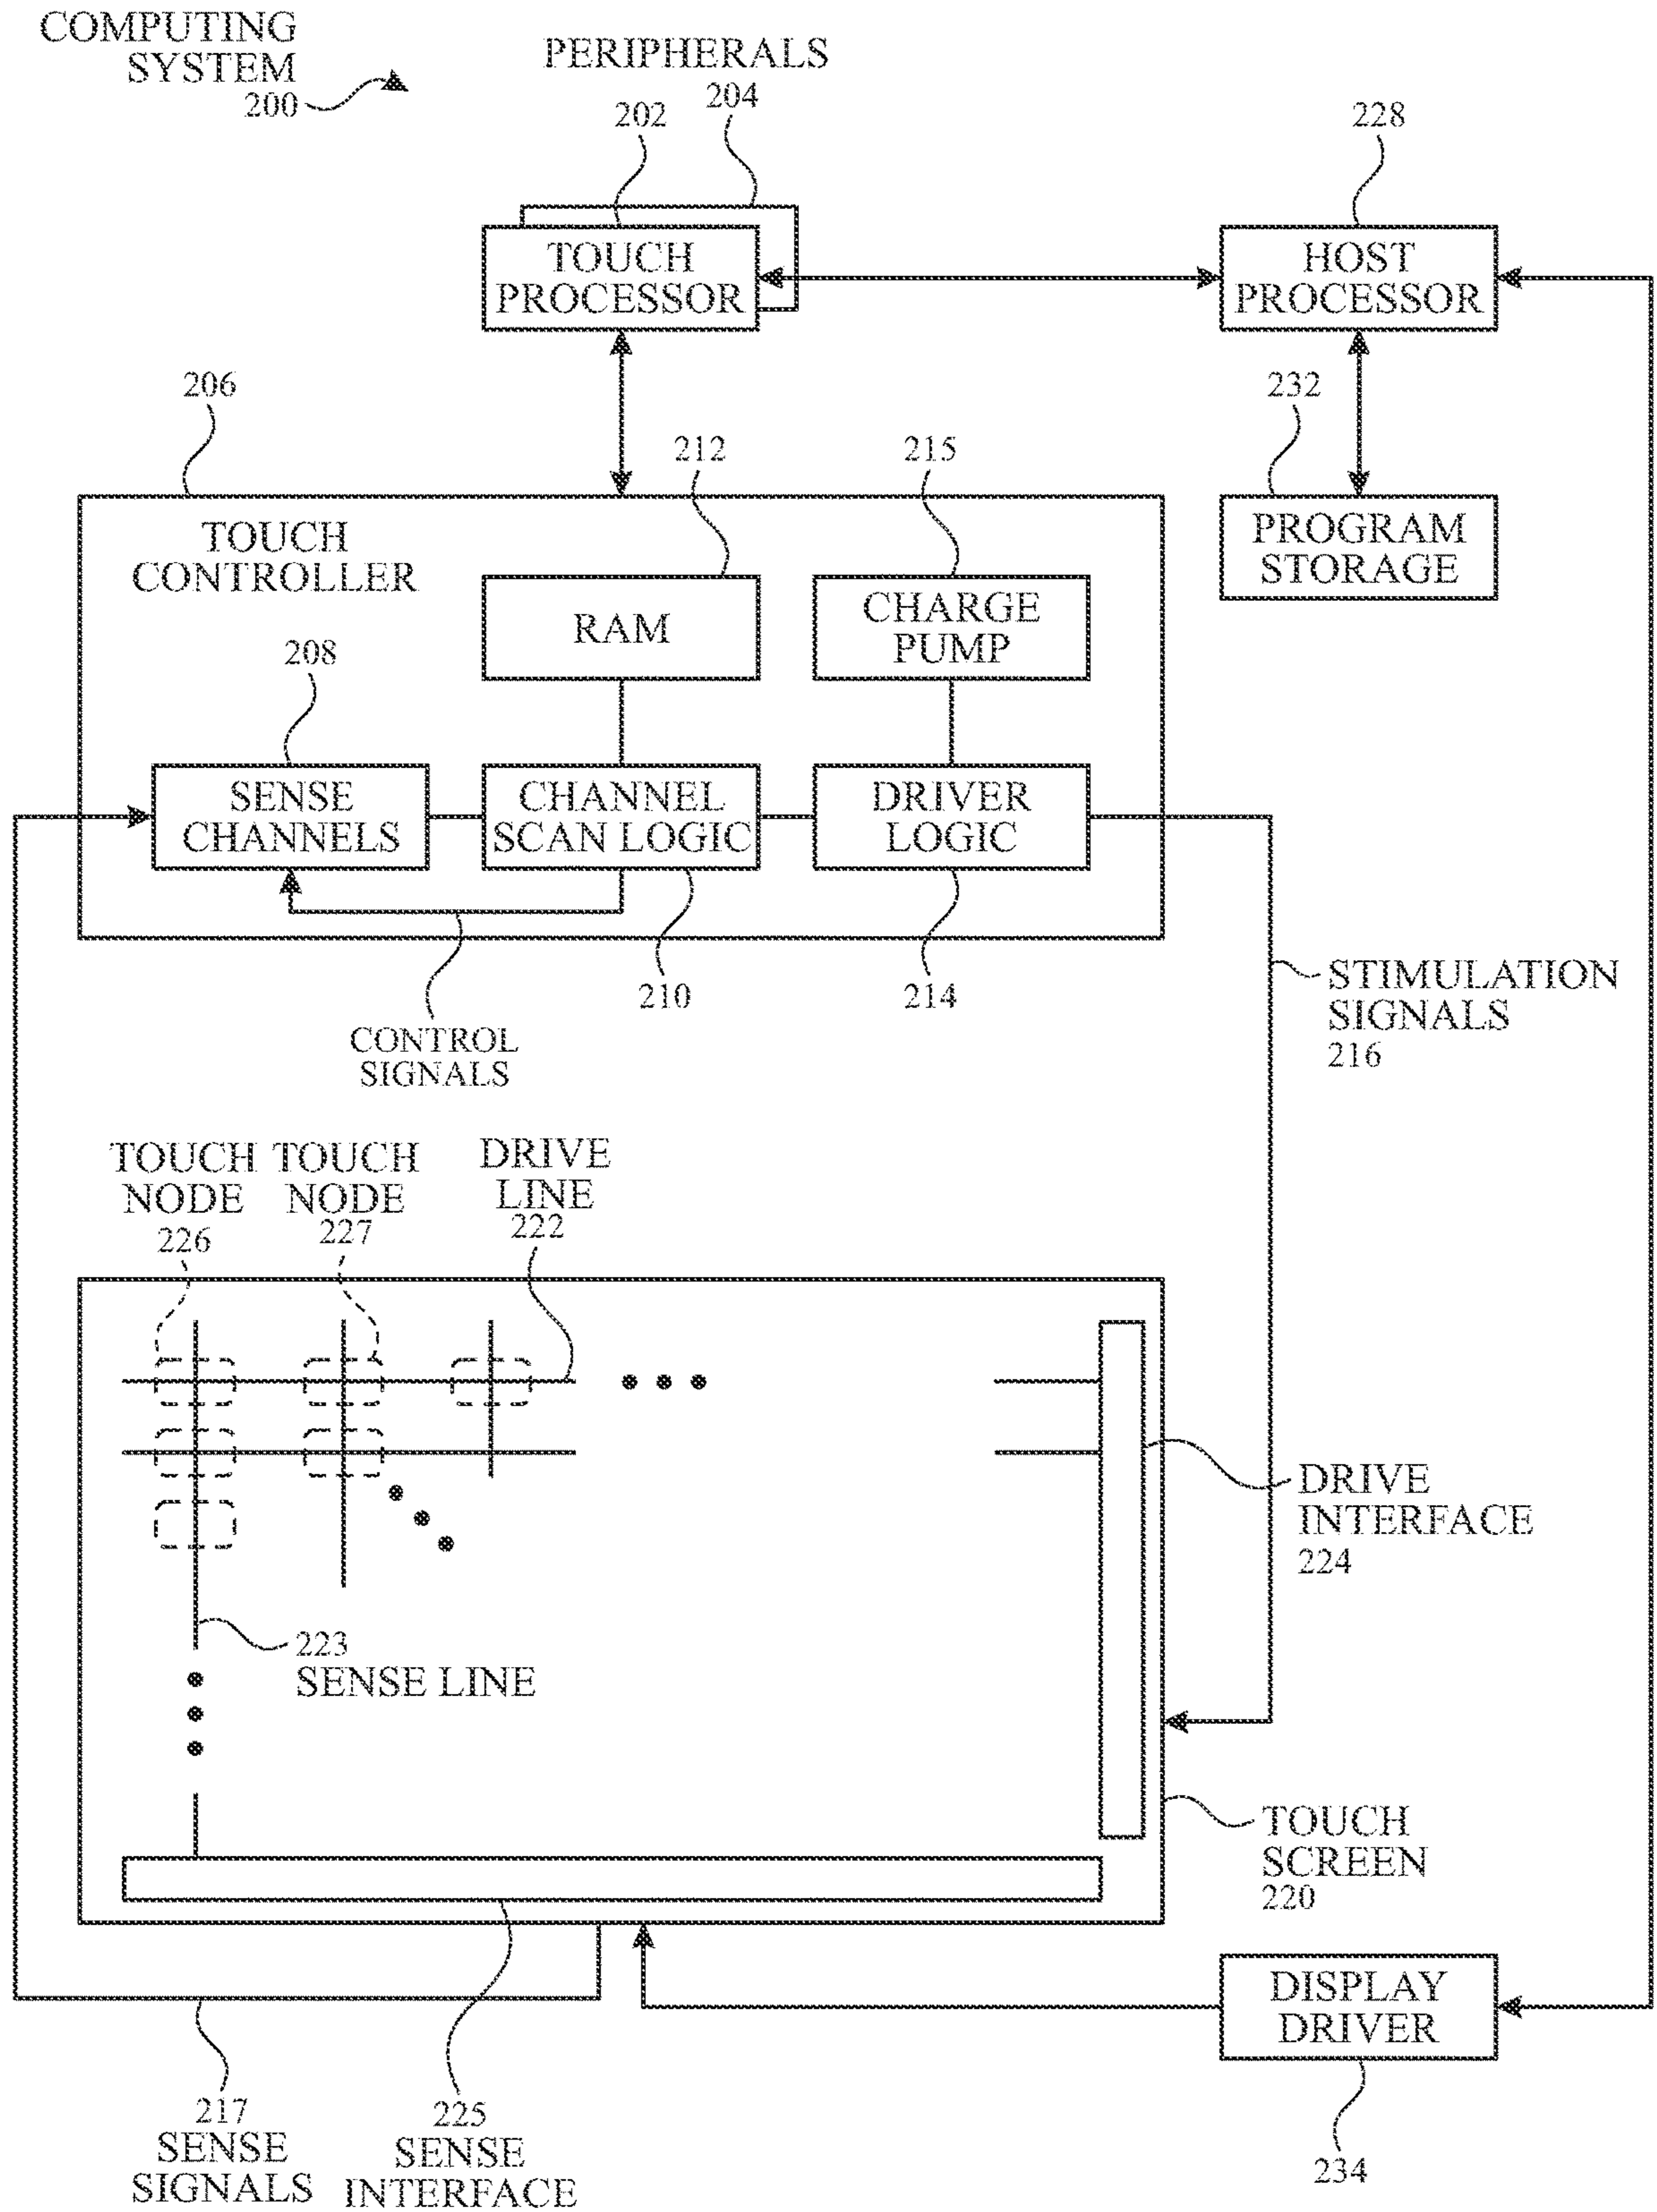 COMPUTING
SYSTEM
200
PERIPHERALS
204
202
228
TOUCH
PROCESSOR
HOST
PROCESSOR
206
232
212
215
TOUCH
CONTROLLER
PROGRAM
STORAGE
RAM
CHARGE
PUMP
208
SENSE
CHANNELS
CHANNEL
SCAN LOGIC
DRIVER
LOGIC
210
214
STIMULATION
SIGNALS
216
CONTROL
SIGNALS
TOUCH
NODE
226
TOUCH
NODE
227
DRIVE
LINE
222
DRIVE
INTERFACE
224
223
SENSE LINE
TOUCH
SCREEN
220
DISPLAY
DRIVER
234
217
SENSE
SIGNALS
225
SENSE
INTERFACE